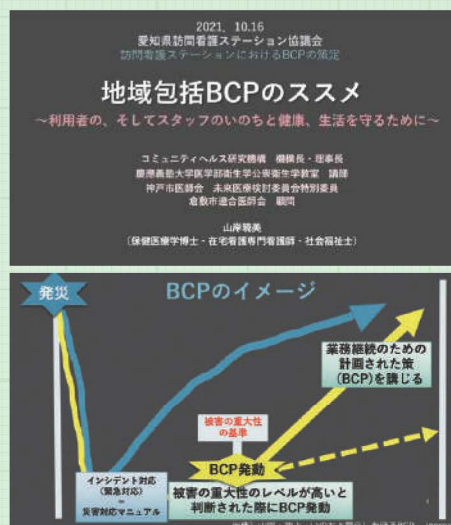 2021. 10.16
愛知県訪問看護ステーション協議会
訪問看護ステーションにおけるBCPの策定
地域包括BCPのススメ
～利用者の、そしてスタッフのいのちと健康、生活を守るために～
コミュニティヘルス研究機構 機構長・理事長
慶應義塾大学医学部衛生学公衆衛生学教室 講師
神戸市医師会 未来医療検討委員会特別委員
倉敷市連合医師会 顧問
山岸暁美
(保健医療学博士・在宅看護専門看護師・社会福祉士)
発災
BCPのイメージ
業務継続のための
計画された策
(BCP)を講じる
被害の重大性
の基準
BCP発動
インシデント対応
(緊急対応)
=
災害対応マニュアル
被害の重大性のレベルが高いと
判断された際にBCP発動